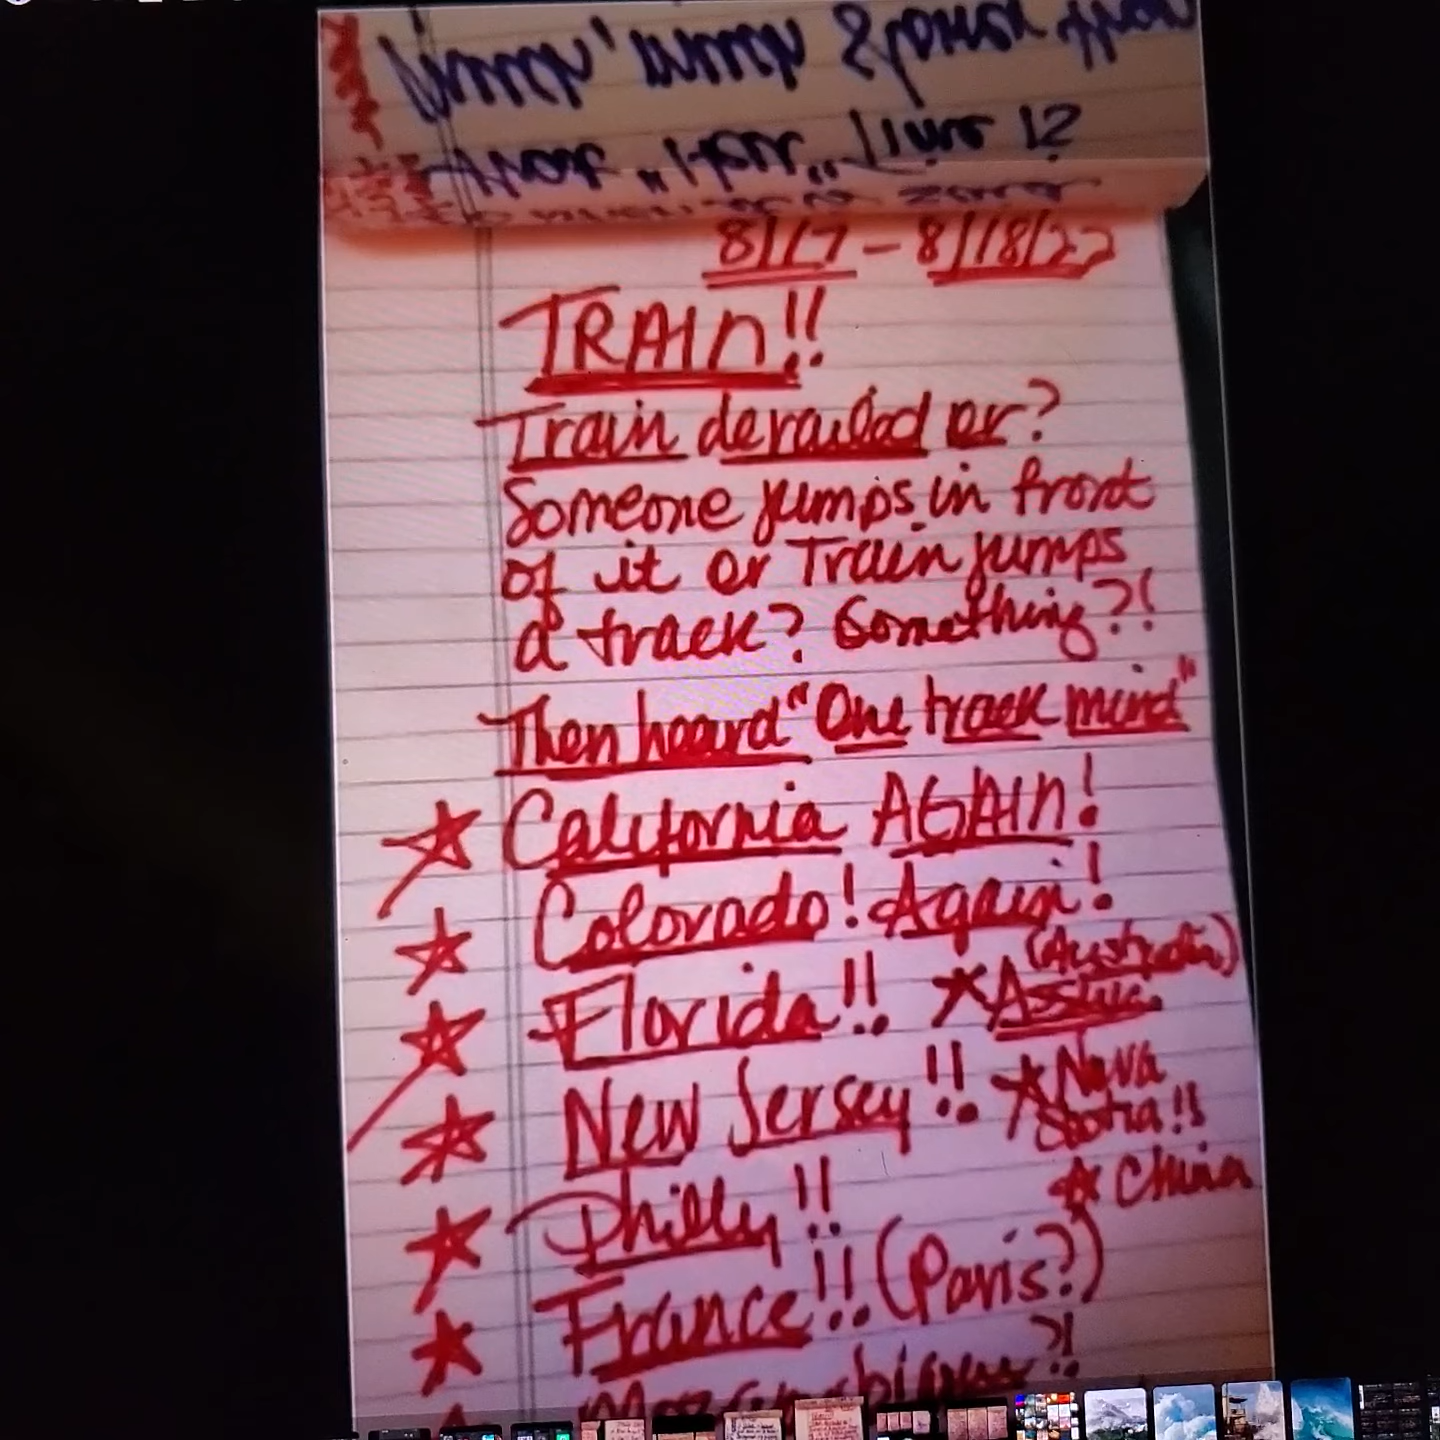 8/17 - 8/18/22
TRAIN!!
Train derailed or?
Someone jumps in front
of it or Train jumps
a track? Something?!
Then heard "One track mind"
☆ California AGAIN!
☆ Colorado! Again!
(Australia)
☆ Florida!! ☆
☆ New Jersey!! ☆ Nova
Scotia!!
☆ China
☆ Philly!!
☆ France!! (Paris?)